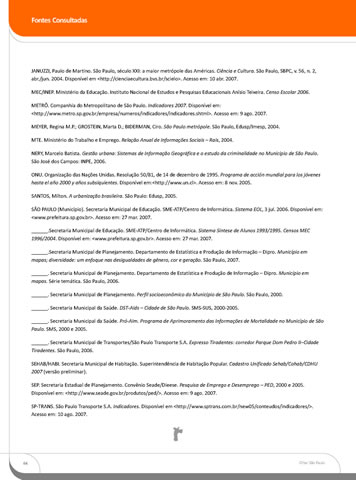 Fontes Consultadas
JANUZZI, Paulo de Martino. São Paulo, século XXI: a maior metrópole das Américas. Ciência e Cultura. São Paulo, SBPC, v. 56, n. 2,
abr./jun. 2004. Disponível em <http://cienciaecultura.bvs.br/scielo>. Acesso em: 10 abr. 2007.
MEC/INEP. Ministério da Educação. Instituto Nacional de Estudos e Pesquisas Educacionais Anísio Teixeira. Censo Escolar 2006.
METRÔ. Companhia do Metropolitano de São Paulo. Indicadores 2007. Disponível em:
<http://www.metro.sp.gov.br/empresa/numeros/indicadores/indicadores.shtml>. Acesso em: 9 ago. 2007.
MEYER, Regina M.P.; GROSTEIN, Marta D.; BIDERMAN, Ciro. São Paulo metrópole. São Paulo, Edusp/Imesp, 2004.
MTE. Ministério do Trabalho e Emprego. Relação Anual de Informações Sociais – Rais, 2004.
NERY, Marcelo Batista. Gestão urbana: Sistemas de Informação Geográfica e o estudo da criminalidade no Município de São Paulo.
São José dos Campos: INPE, 2006.
ONU. Organização das Nações Unidas. Resolução 50/81, de 14 de dezembro de 1995. Programa de acción mundial para los jóvenes
hasta el año 2000 y años subsiguientes. Disponível em:<http://www.un.cl>. Acesso em: 8 nov. 2005.
SANTOS, Milton. A urbanização brasileira. São Paulo: Edusp, 2005.
SÃO PAULO (Município). Secretaria Municipal de Educação. SME-ATP/Centro de Informática. Sistema EOL, 3 jul. 2006. Disponível em:
<www.prefeitura.sp.gov.br>. Acesso em: 27 mar. 2007.
______.Secretaria Municipal de Educação. SME-ATP/Centro de Informática. Sistema Síntese de Alunos 1991/1995. Censos MEC
1996/2004. Disponível em: <www.prefeitura.sp.gov.br>. Acesso em: 27 mar. 2007.
______.Secretaria Municipal de Planejamento. Departamento de Estatística e Produção de Informação – Dipro. Município em
mapas; diversidade: um enfoque nas desigualdades de gênero, cor e geração. São Paulo, 2007.
______. Secretaria Municipal de Planejamento. Departamento de Estatística e Produção de Informação – Dipro. Município em
mapas. Série temática. São Paulo, 2006.
______. Secretaria Municipal de Planejamento. Perfil socioeconômico do Município de São Paulo. São Paulo, 2000.
______. Secretaria Municipal da Saúde. DST-Aids – Cidade de São Paulo. SMS-SUS, 2000-2005.
______. Secretaria Municipal da Saúde. Pró-Aim. Programa de Aprimoramento das Informações de Mortalidade no Município de São
Paulo. SMS, 2000 e 2005.
______. Secretaria Municipal de Transportes/São Paulo Transporte S.A. Expresso Tiradentes: corredor Parque Dom Pedro II–Cidade
Tiradentes. São Paulo, 2006.
SEHAB/HABI. Secretaria Municipal de Habitação. Superintendência de Habitação Popular. Cadastro Unificado Sehab/Cohab/CDHU
2007 (versão preliminar).
SEP. Secretaria Estadual de Planejamento. Convênio Seade/Dieese. Pesquisa de Emprego e Desemprego – PED, 2000 e 2005.
Disponível em: <http://www.seade.gov.br/produtos/ped/>. Acesso em: 9 ago. 2007.
SP-TRANS. São Paulo Transporte S.A. Indicadores. Disponível em <http://www.sptrans.com.br/new05/conteudos/indicadores/>.
Acesso em: 10 ago. 2007.